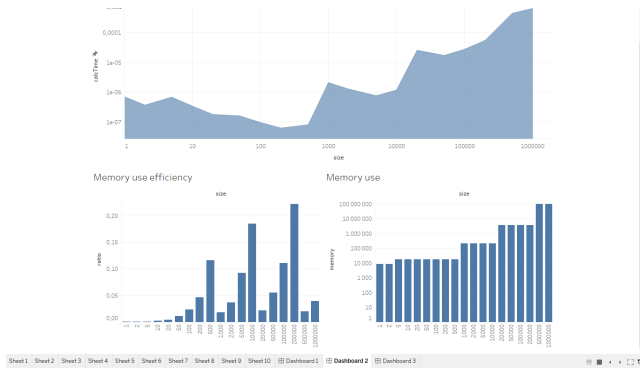 0,001
0,0001
1e-05
1e-06
1e-07
calcTime
1 10 100 1000 10000 100000 1000000
size
Memory use efficiency
size
0,20
0,15
0,10
0,05
0,00
ratio
1 2 5 10 20 50 100 200 500 1000 2000 5000 10000 20000 50000 100000 200000 500000 1000000
Memory use
size
100 000 000
10 000 000
1 000 000
100 000
10 000
1 000
100
10
1
memory
1 2 5 10 20 50 100 200 500 1000 2000 5000 10000 20000 50000 100000 200000 500000 1000000
Sheet 1 Sheet 2 Sheet 3 Sheet 4 Sheet 5 Sheet 6 Sheet 7 Sheet 8 Sheet 9 Sheet 10 Dashboard 1 Dashboard 2 Dashboard 3